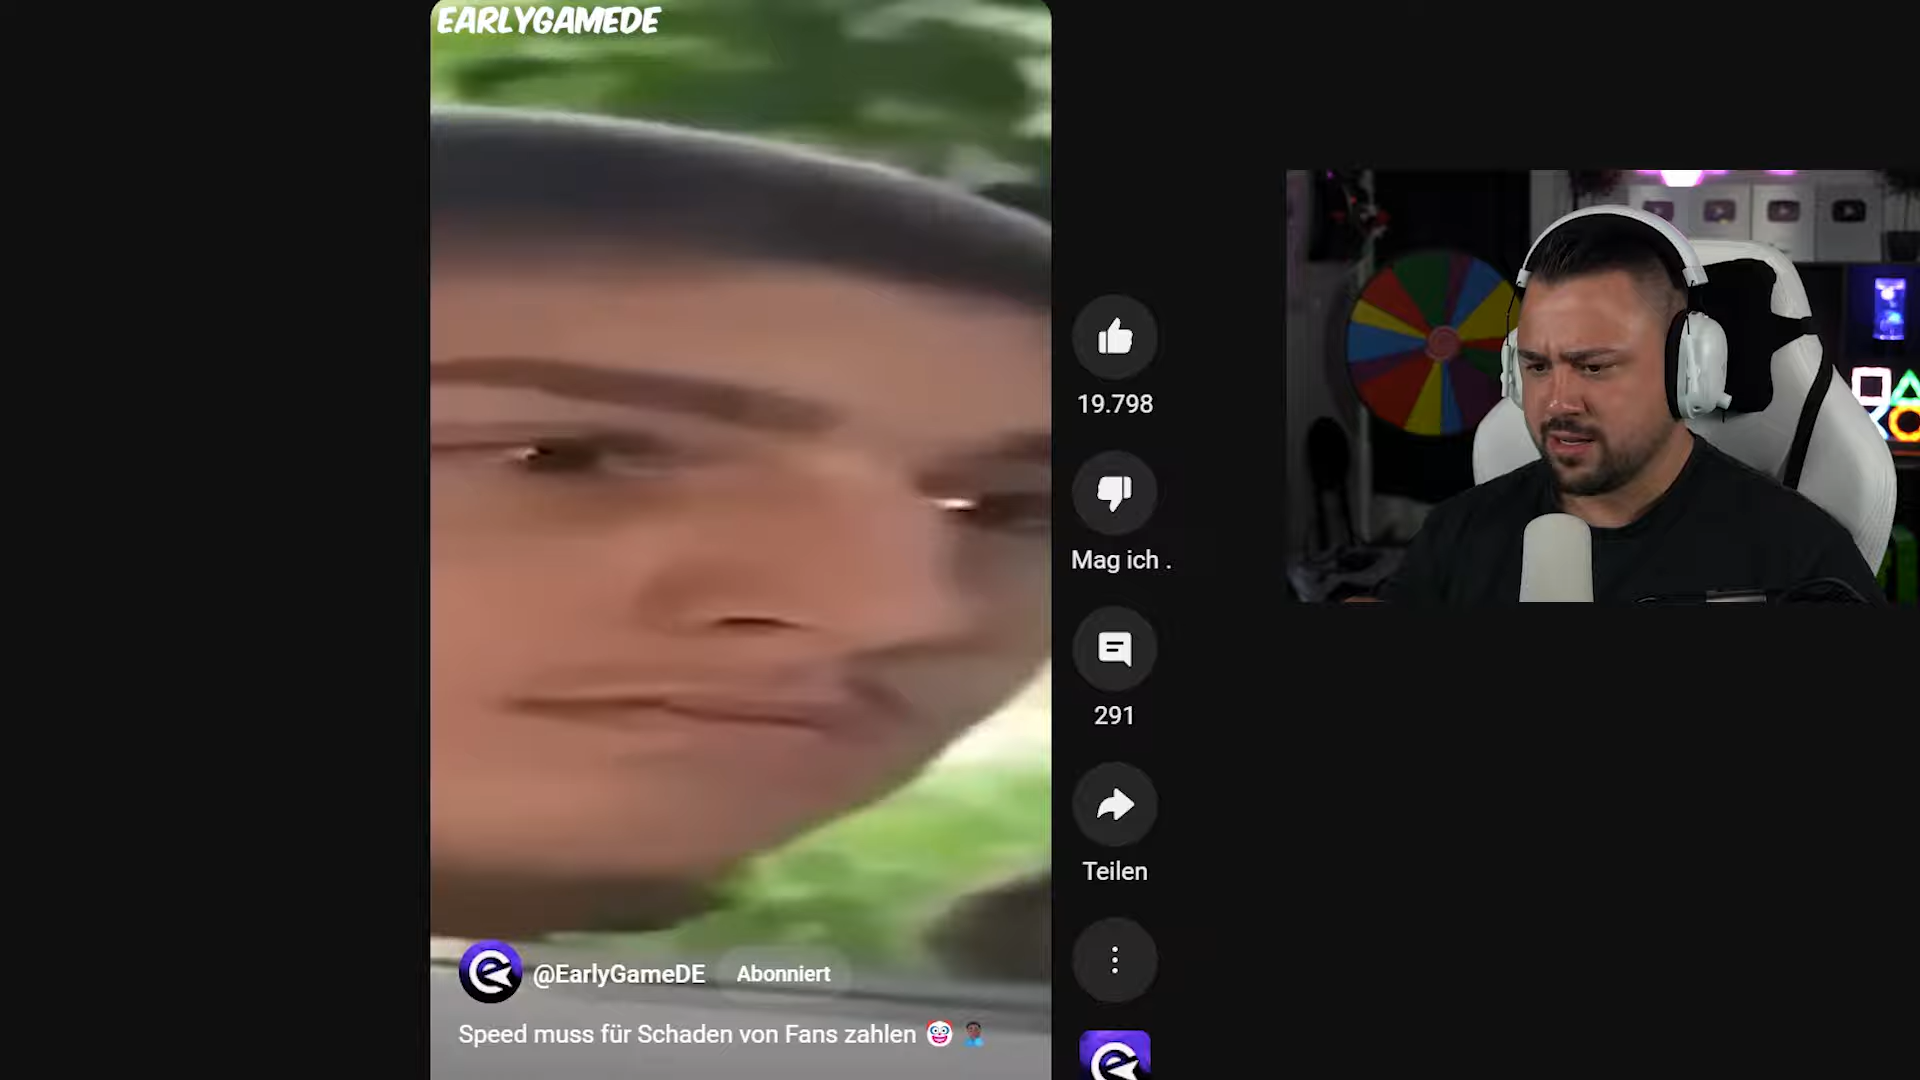 EARLYGAMEDE
19.798
Mag ich .
291
Teilen
@EarlyGameDE Abonniert
Speed muss für Schaden von Fans zahlen 🤡 🤦🏿‍♂️